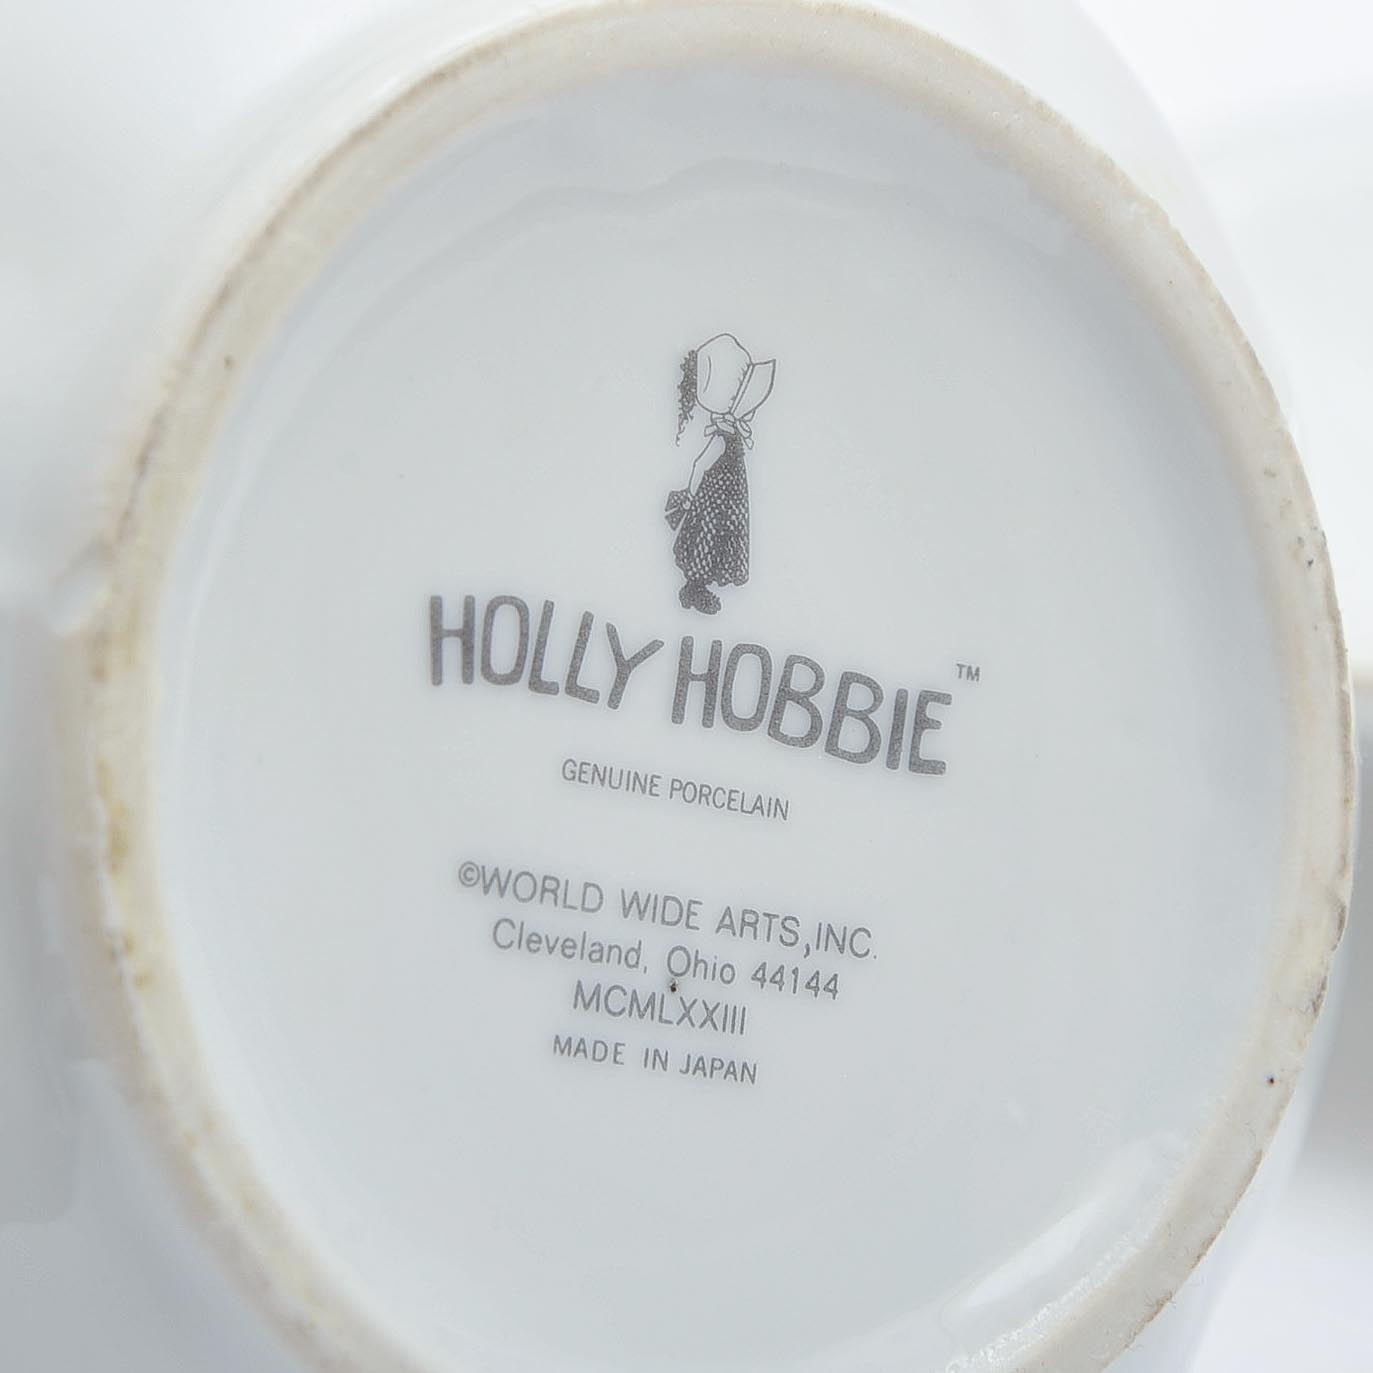 HOLLY HOBBIE™
GENUINE PORCELAIN
©WORLD WIDE ARTS, INC.
Cleveland, Ohio 44144
MCMLXXIII
MADE IN JAPAN